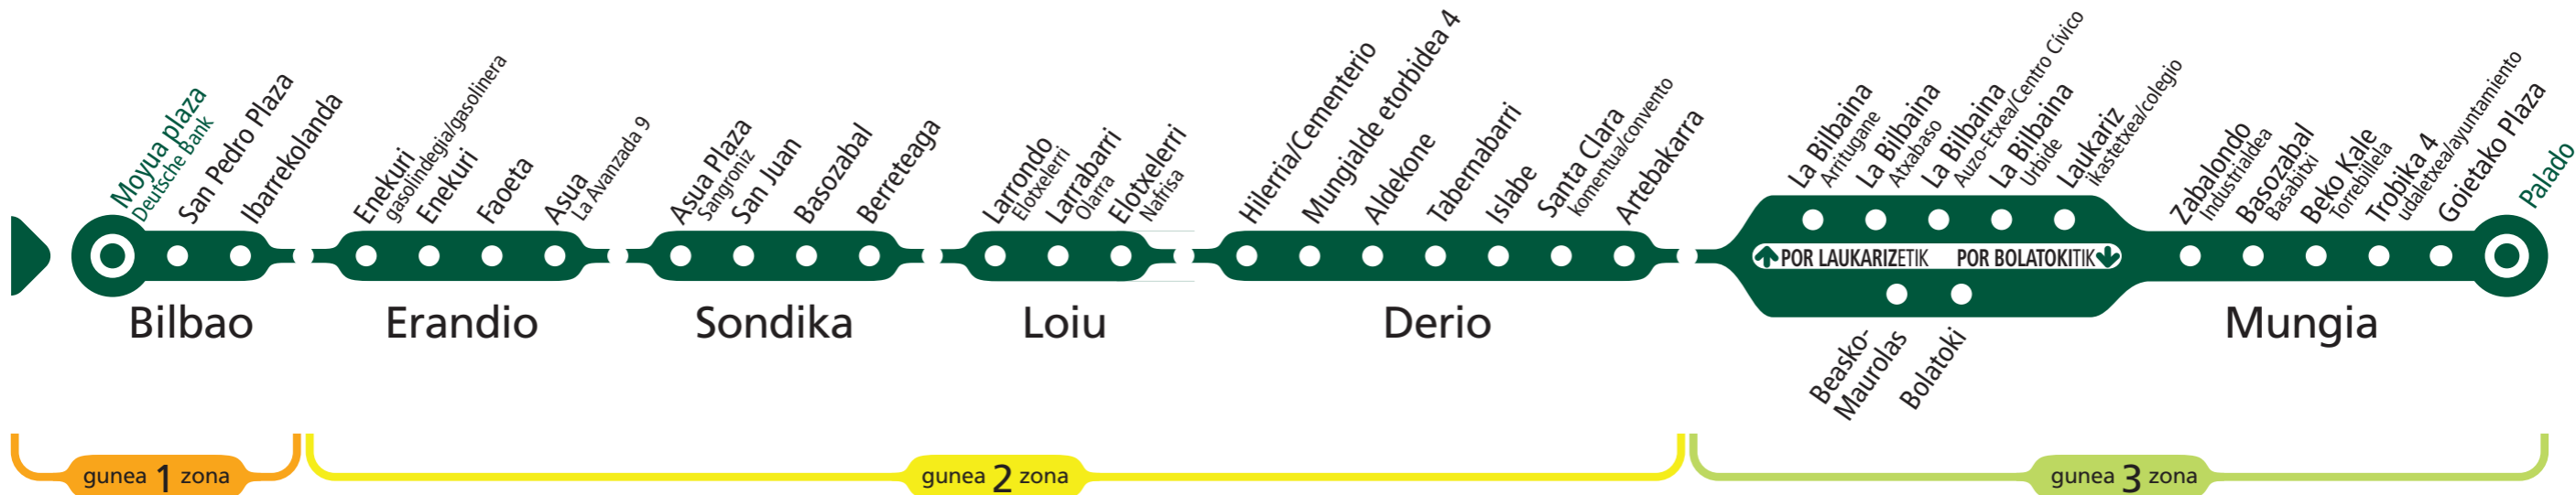 Moyua plaza
Deutsche Bank
San Pedro Plaza
Ibarrekolanda
Enekuri
gasolindegia/gasolinera
Enekuri
Faoeta
Asua
La Avanzada 9
Asua Plaza
Sangroniz
San Juan
Basozabal
Berreteaga
Larrondo
Elotxelerri
Larrabarri
Olarra
Elotxelerri
Nafrisa
Hilerria/Cementerio
Mungialde etorbidea 4
Aldekone
Tabernabarri
Islabe
Santa Clara
komentua/convento
Artebakarra
La Bilbaina
Arritugane
La Bilbaina
Atxabaso
La Bilbaina
Auzo-Etxea/Centro Cívico
La Bilbaina
Urbide
Laukariz
ikastetxea/colegio
Zabalondo
Industrialdea
Basozabal
Basabitxi
Beko Kale
Torrebillela
Trobika 4
udaletxea/ayuntamiento
Goietako Plaza
Palado
POR LAUKARIZETIK POR BOLATOKITIK
Beasko-
Maurolas
Bolatoki
Bilbao
Erandio
Sondika
Loiu
Derio
Mungia
gunea 1 zona
gunea 2 zona
gunea 3 zona